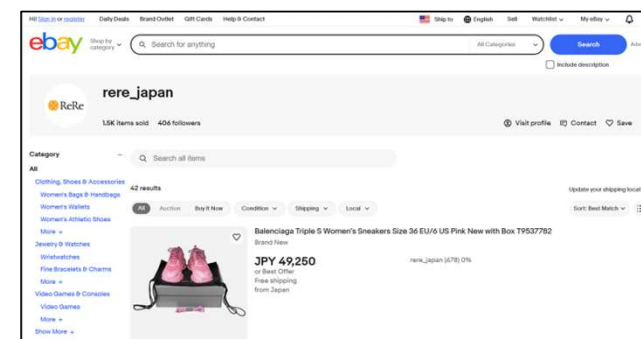 Hi! Sign in or register Daily Deals Brand Outlet Gift Cards Help & Contact Ship to English Sell Watchlist My eBay
ebay Shop by category Search for anything All Categories Search
Include description
ReRe
rere_japan
1.5K items sold 406 followers Visit profile Contact Save
Category Search all items
All
Clothing, Shoes & Accessories 42 results Update your shipping locat
Women's Bags & Handbags
Women's Wallets All Auction Buy It Now Condition Shipping Local Sort: Best Match
Women's Athletic Shoes
More Balenciaga Triple S Women's Sneakers Size 36 EU/6 US Pink New with Box T9537782
Jewelry & Watches Brand New
Wristwatches JPY 49,250 rere_japan (678) 0%
Fine Bracelets & Charms or Best Offer
More Free shipping
Video Games & Consoles from Japan
Video Games
More
Show More